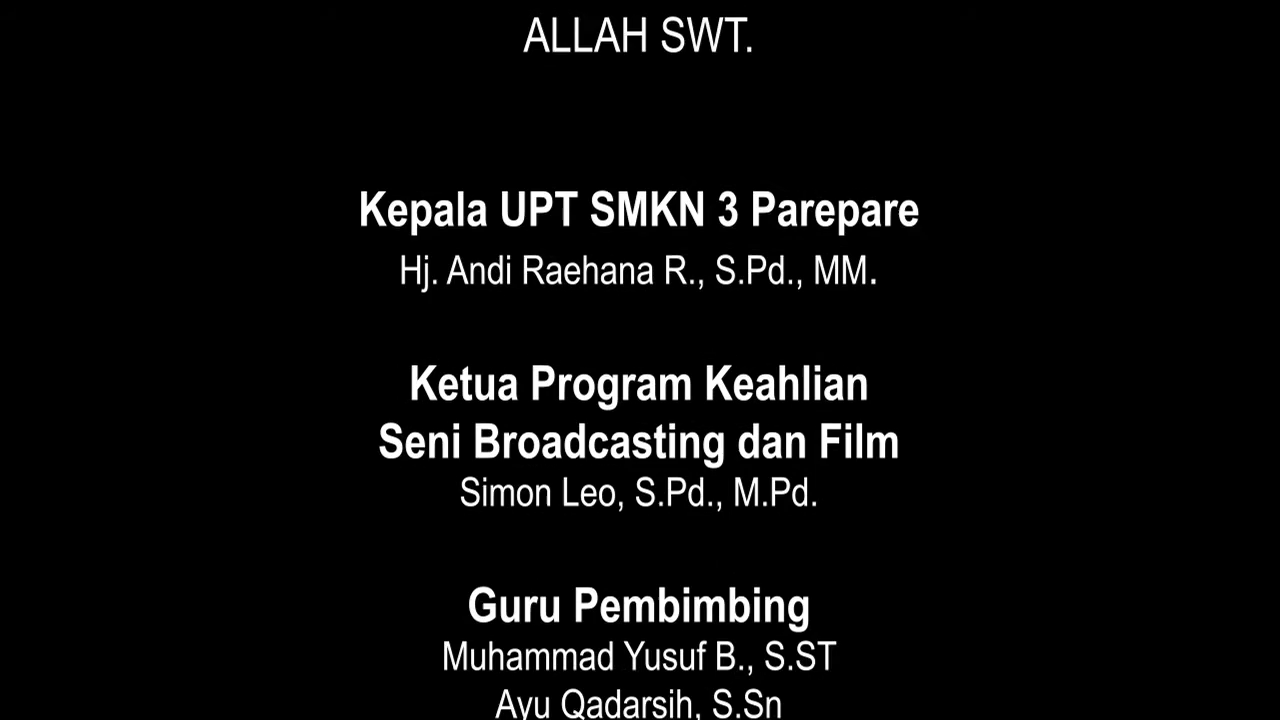 ALLAH SWT.
Kepala UPT SMKN 3 Parepare
Hj. Andi Raehana R., S.Pd., MM.
Ketua Program Keahlian
Seni Broadcasting dan Film
Simon Leo, S.Pd., M.Pd.
Guru Pembimbing
Muhammad Yusuf B., S.ST
Ayu Qadarsih, S.Sn